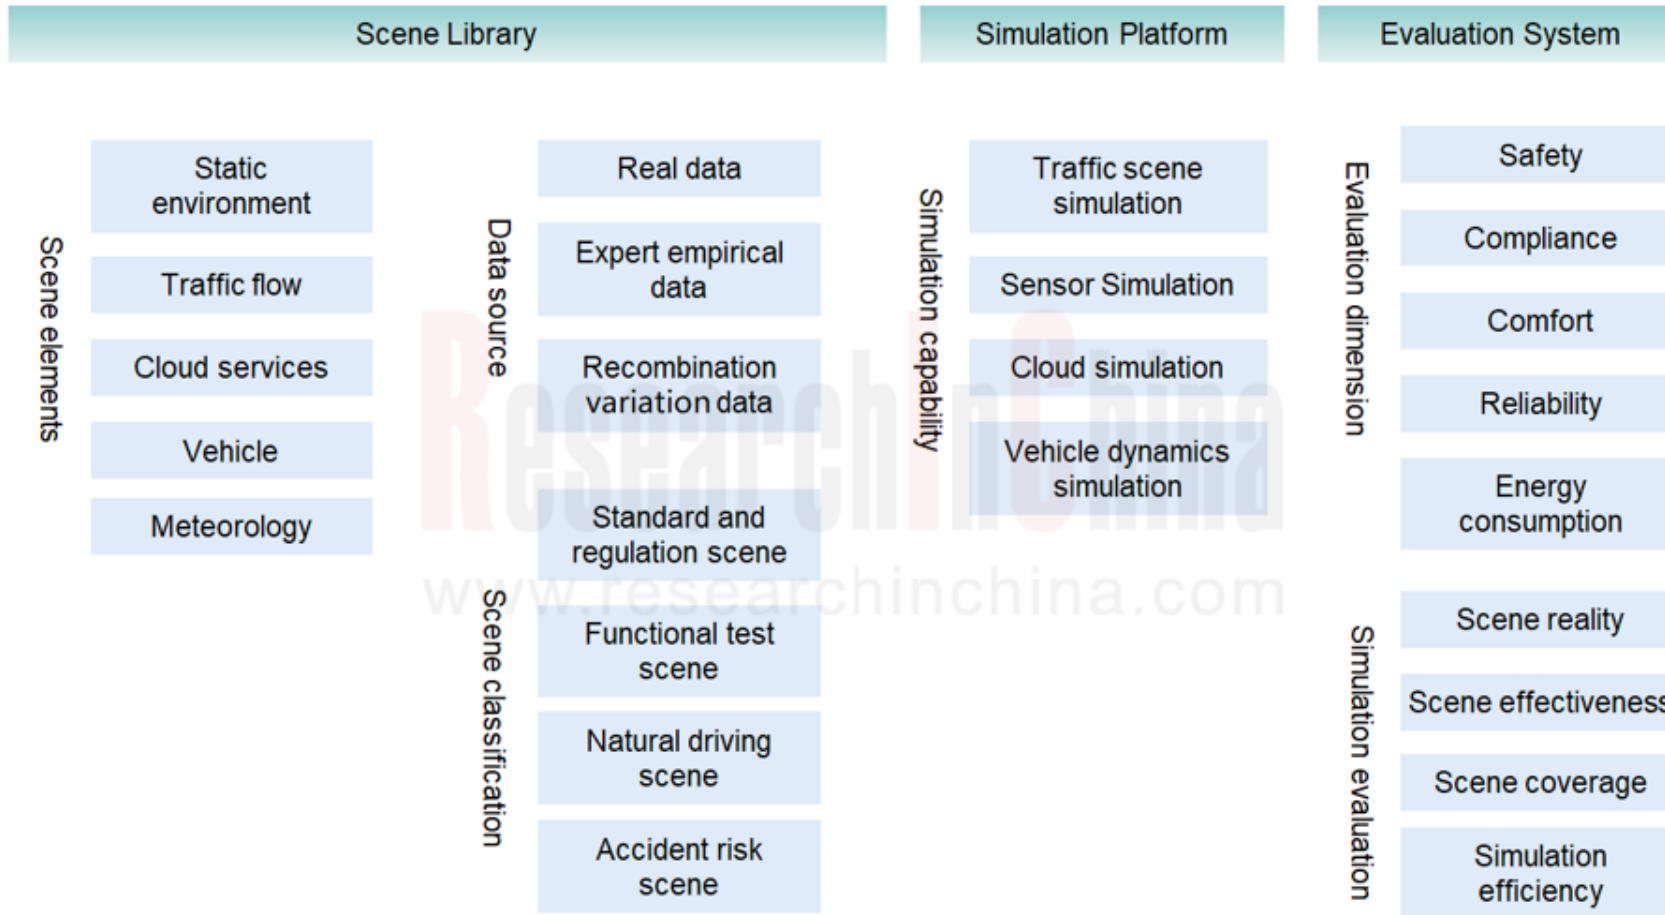 Scene Library
Simulation Platform
Evaluation System
Scene elements
Static
environment
Traffic flow
Cloud services
Vehicle
Meteorology
Data source
Real data
Expert empirical
data
Recombination
variation data
Scene classification
Standard and
regulation scene
Functional test
scene
Natural driving
scene
Accident risk
scene
Simulation capability
Traffic scene
simulation
Sensor Simulation
Cloud simulation
Vehicle dynamics
simulation
Evaluation dimension
Safety
Compliance
Comfort
Reliability
Energy
consumption
Simulation evaluation
Scene reality
Scene effectiveness
Scene coverage
Simulation
efficiency
ResearchInChina
www.researchinchina.com